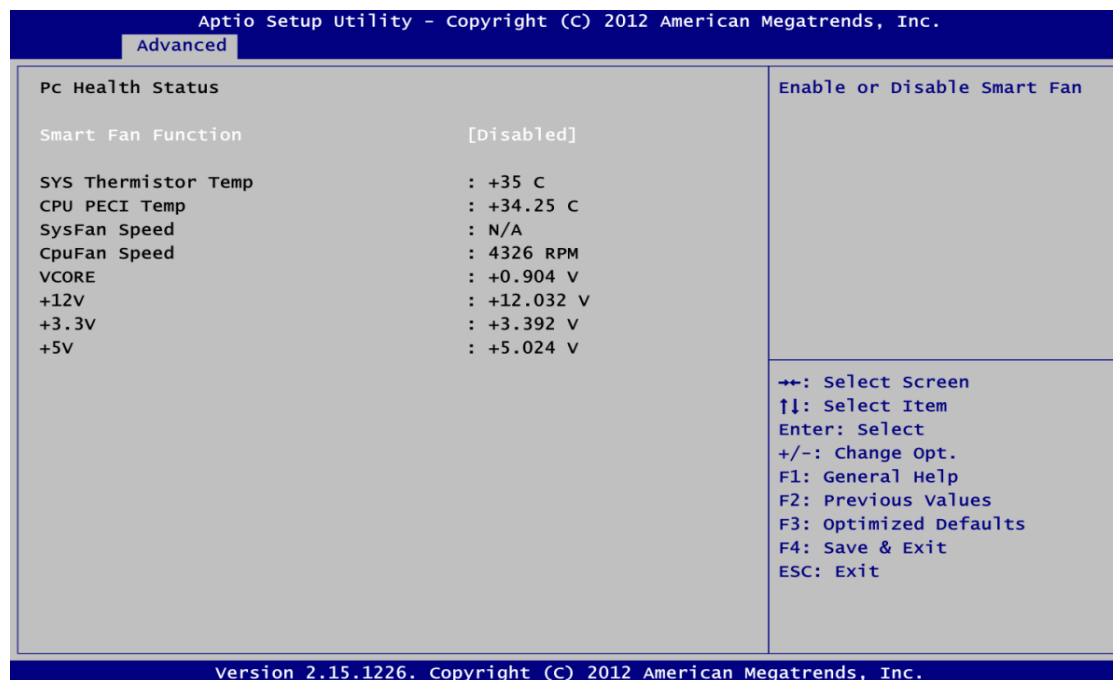 Aptio Setup Utility - Copyright (C) 2012 American Megatrends, Inc.
Advanced
Pc Health Status
Smart Fan Function [Disabled]
SYS Thermistor Temp : +35 C
CPU PECI Temp : +34.25 C
SysFan Speed : N/A
CpuFan Speed : 4326 RPM
VCORE : +0.904 V
+12V : +12.032 V
+3.3V : +3.392 V
+5V : +5.024 V
Enable or Disable Smart Fan
→←: Select Screen
↑↓: Select Item
Enter: Select
+/-: Change Opt.
F1: General Help
F2: Previous Values
F3: Optimized Defaults
F4: Save & Exit
ESC: Exit
Version 2.15.1226. Copyright (C) 2012 American Megatrends, Inc.